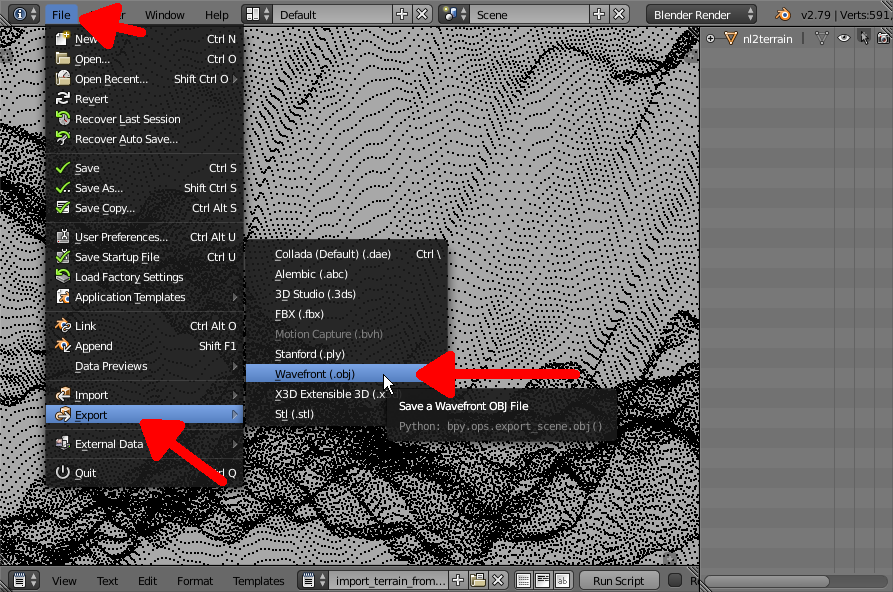 File Window Help Default Scene Blender Render v2.79 | Verts:591
New Ctrl N
nl2terrain
Open... Ctrl O
Open Recent... Shift Ctrl O
Revert
Recover Last Session
Recover Auto Save...
Save Ctrl S
Save As... Shift Ctrl S
Save Copy... Ctrl Alt S
User Preferences... Ctrl Alt U
Save Startup File Ctrl U
Load Factory Settings
Application Templates
Link Ctrl Alt O
Append Shift F1
Data Previews
Import
Export
External Data
Quit Q
Collada (Default) (.dae) Ctrl \
Alembic (.abc)
3D Studio (.3ds)
FBX (.fbx)
Motion Capture (.bvh)
Stanford (.ply)
Wavefront (.obj)
X3D Extensible 3D (.x
Stl (.stl)
Save a Wavefront OBJ File
Python: bpy.ops.export_scene.obj()
View Text Edit Format Templates import_terrain_from... ab Run Script